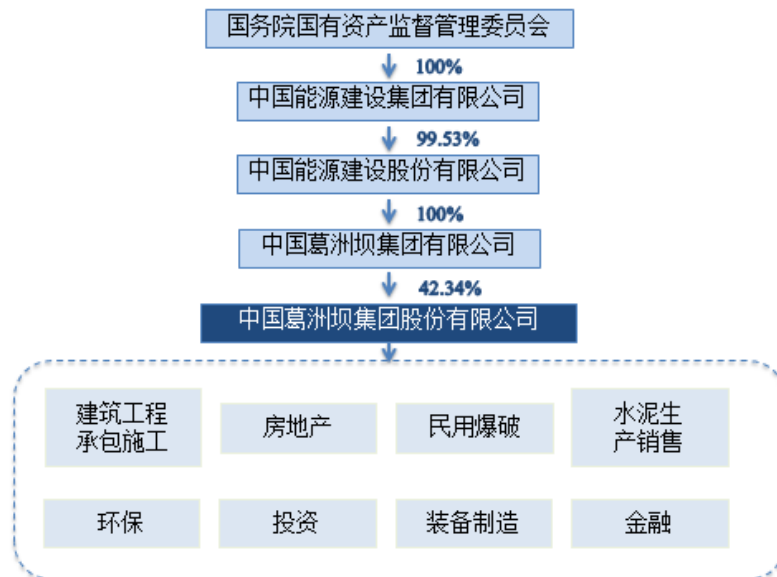 国务院国有资产监督管理委员会
100%
中国能源建设集团有限公司
99.53%
中国能源建设股份有限公司
100%
中国葛洲坝集团有限公司
42.34%
中国葛洲坝集团股份有限公司
建筑工程
承包施工
房地产
民用爆破
水泥生
产销售
环保
投资
装备制造
金融